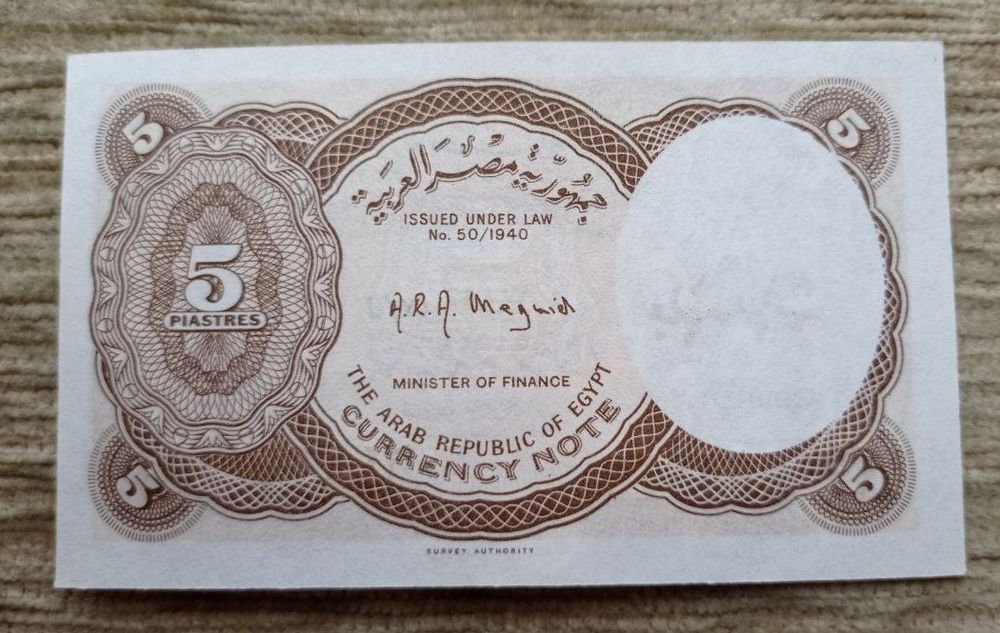 5
5
جمهورية مصر العربية
ISSUED UNDER LAW
No. 50/1940
5
PIASTRES
A.R.A. Meguid
MINISTER OF FINANCE
THE ARAB REPUBLIC OF EGYPT
CURRENCY NOTE
5
5
SURVEY AUTHORITY